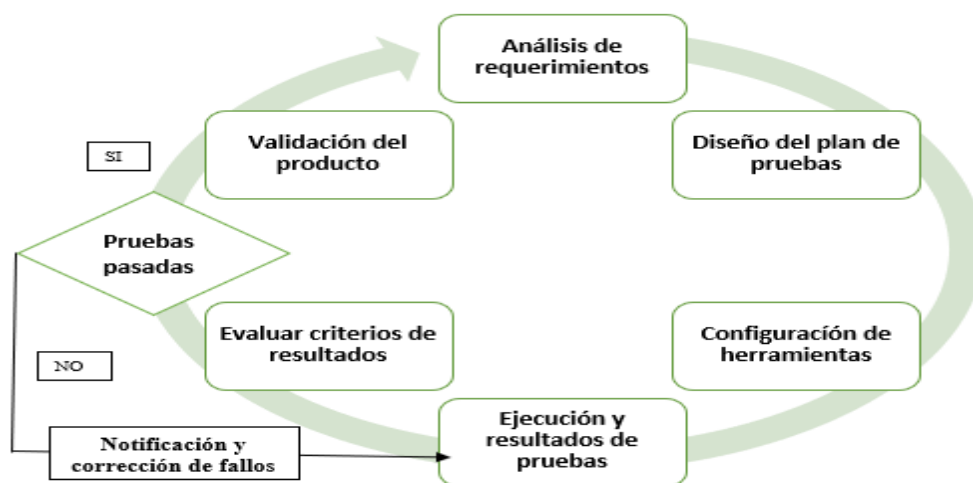 Análisis de
requerimientos
Diseño del plan de
pruebas
Configuración de
herramientas
Ejecución y
resultados de
pruebas
Evaluar criterios de
resultados
Pruebas
pasadas
SI
Validación del
producto
NO
Notificación y
corrección de fallos